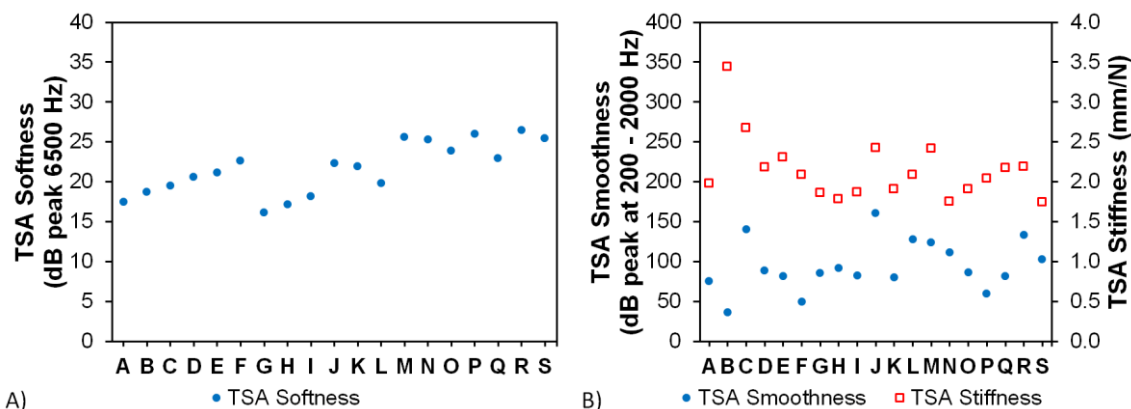 TSA Softness
(dB peak 6500 Hz)
40
35
30
25
20
15
10
5
0
A B C D E F G H I J K L M N O P Q R S
TSA Softness
A)
TSA Smoothness
(dB peak at 200 - 2000 Hz)
400
350
300
250
200
150
100
50
0
4.0
3.5
3.0
2.5
2.0
1.5
1.0
0.5
0.0
TSA Stiffness (mm/N)
A B C D E F G H I J K L M N O P Q R S
TSA Smoothness TSA Stiffness
B)